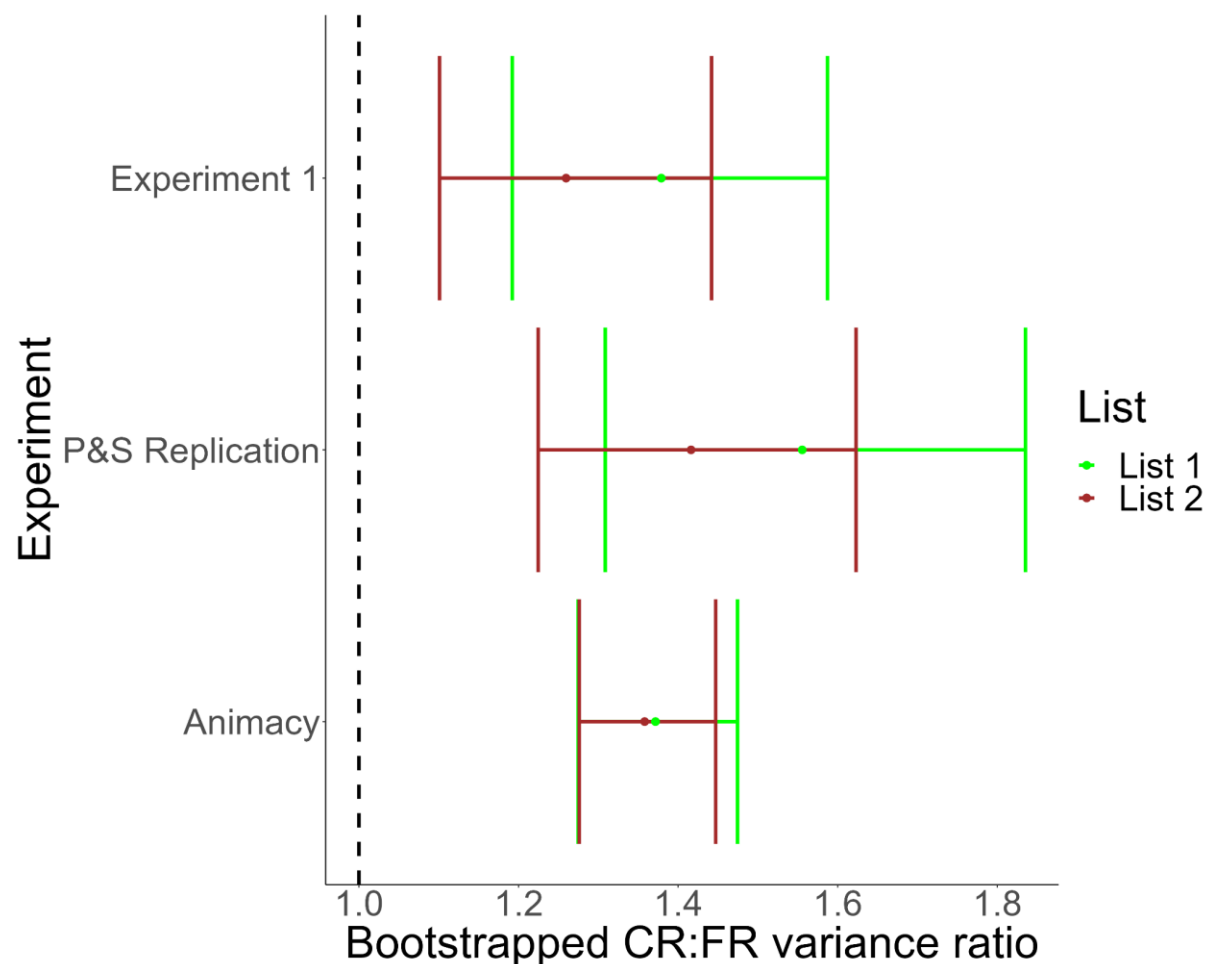 Experiment
Experiment 1
P&S Replication
Animacy
1.0 1.2 1.4 1.6 1.8
Bootstrapped CR:FR variance ratio
List
List 1
List 2